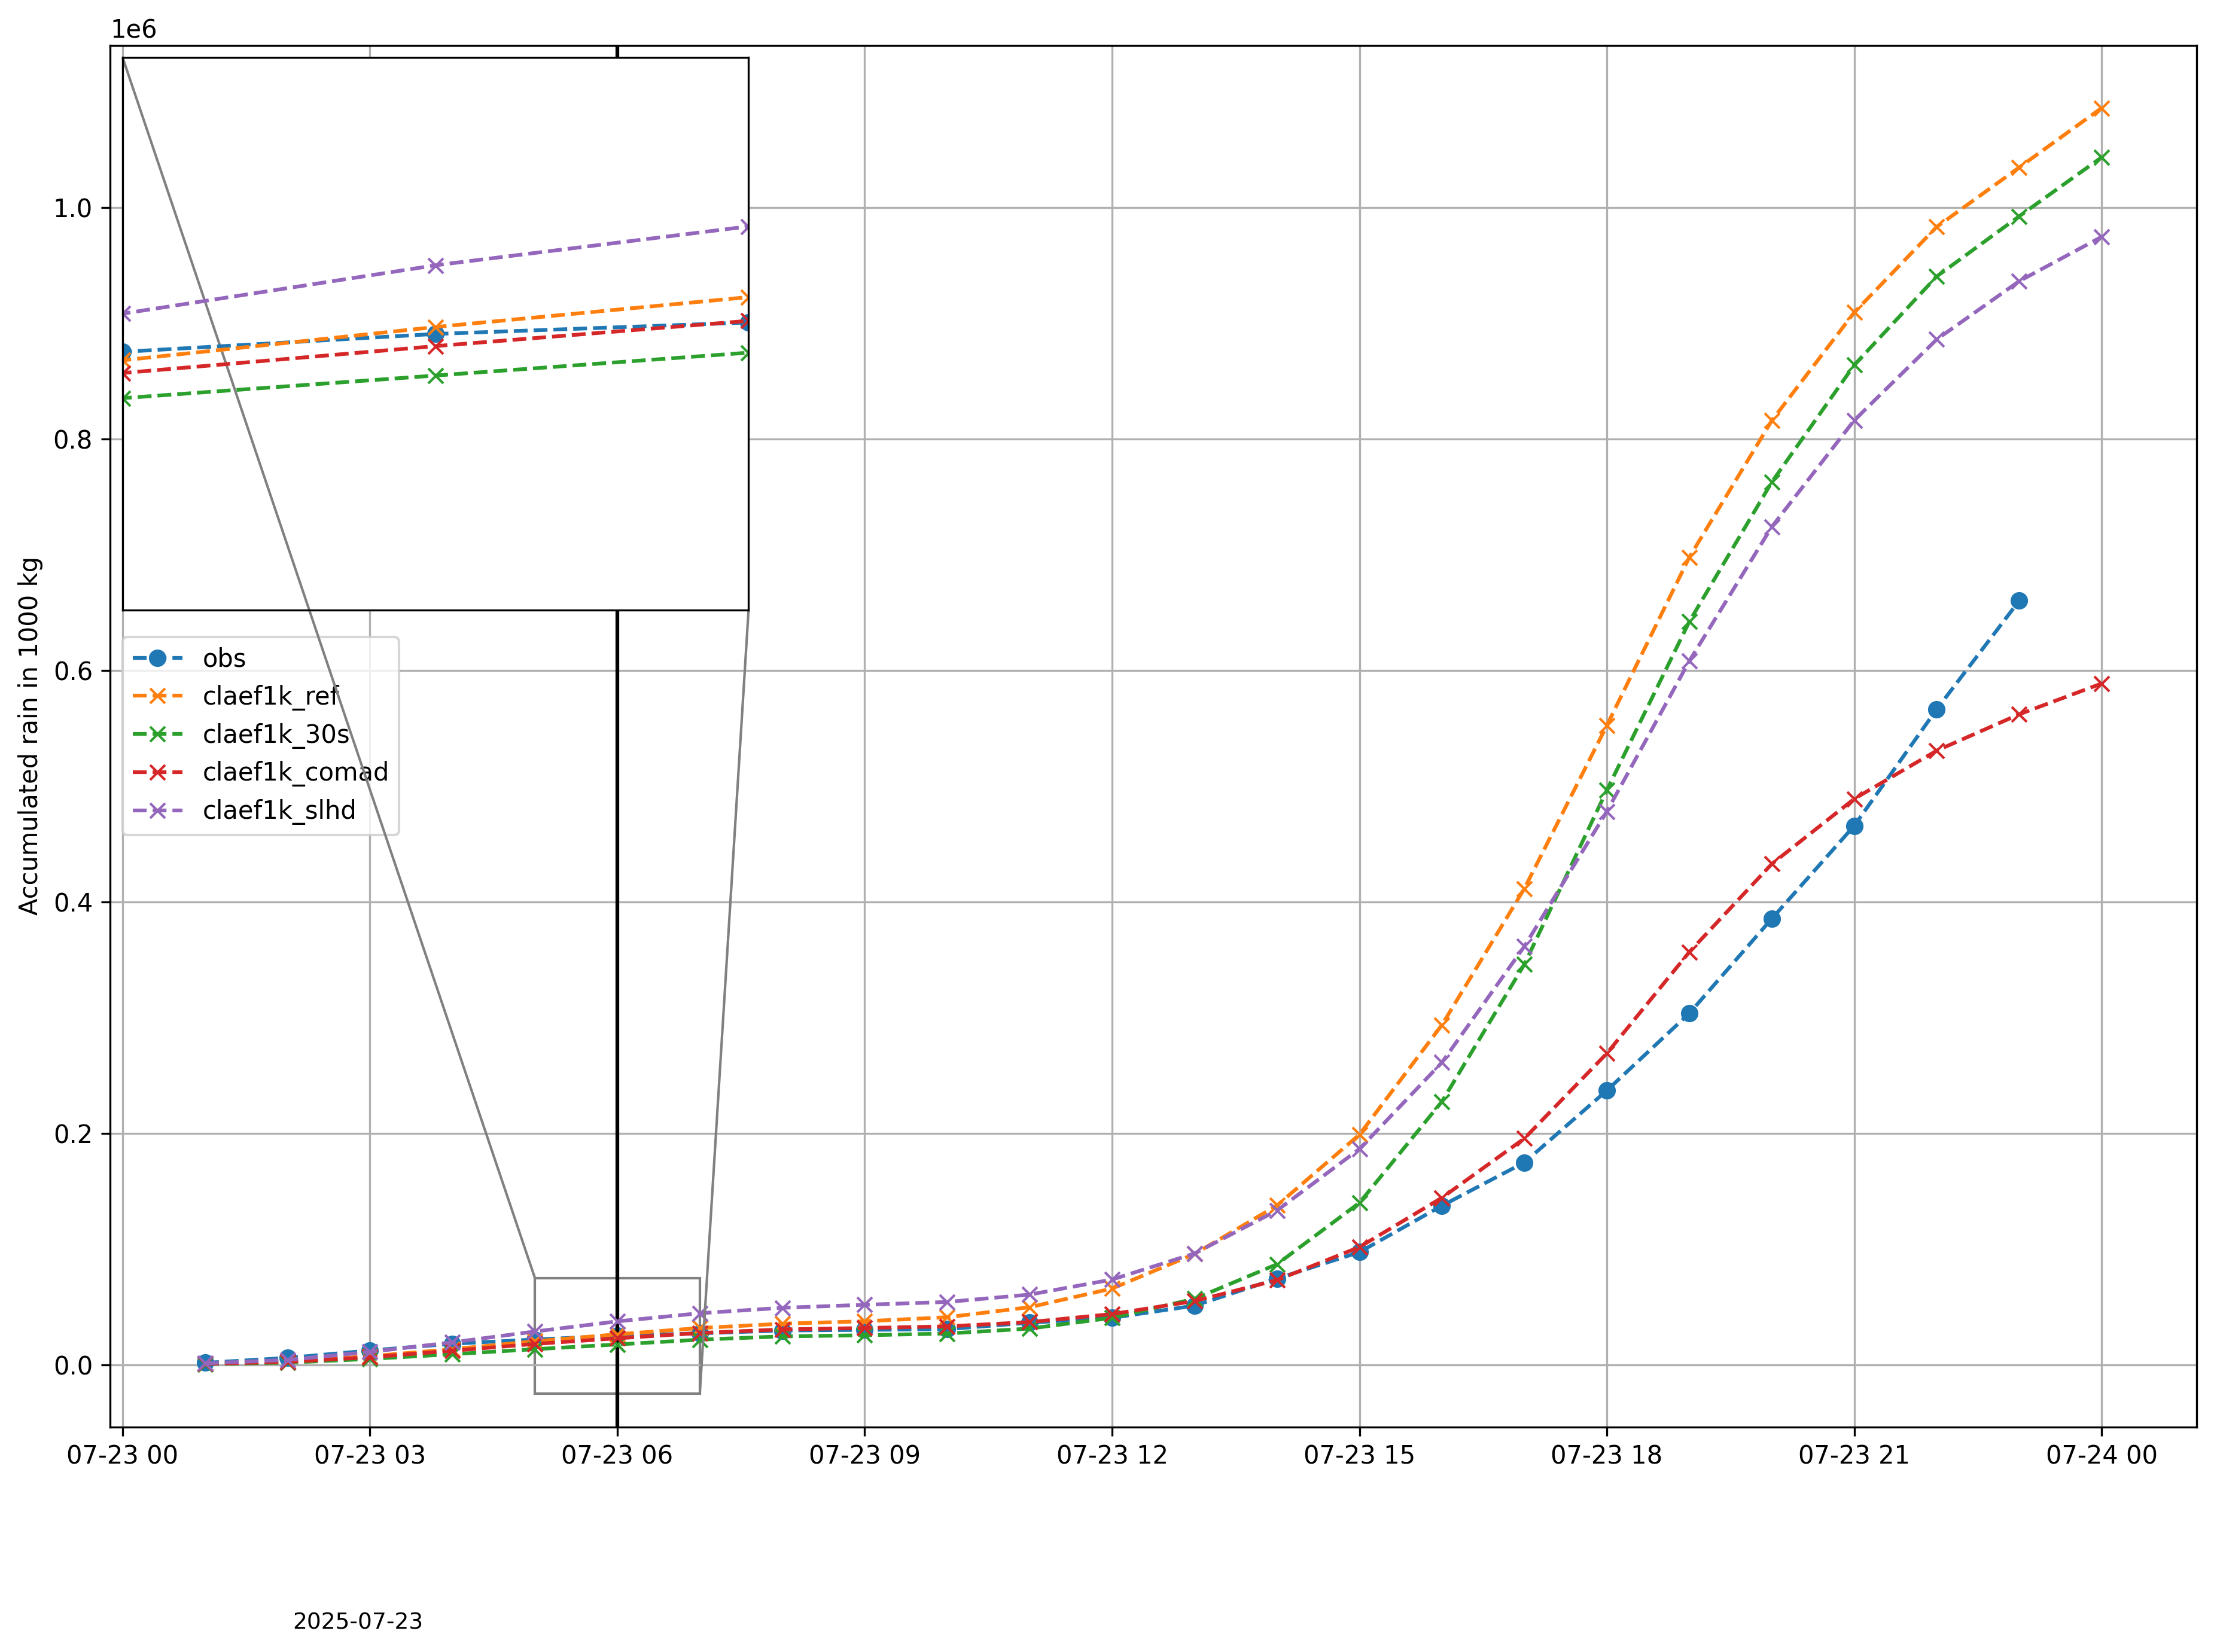 1e6
1.0
0.8
0.6
0.4
0.2
0.0
Accumulated rain in 1000 kg
obs
claef1k_ref
claef1k_30s
claef1k_comad
claef1k_slhd
07-23 00 07-23 03 07-23 06 07-23 09 07-23 12 07-23 15 07-23 18 07-23 21 07-24 00
2025-07-23